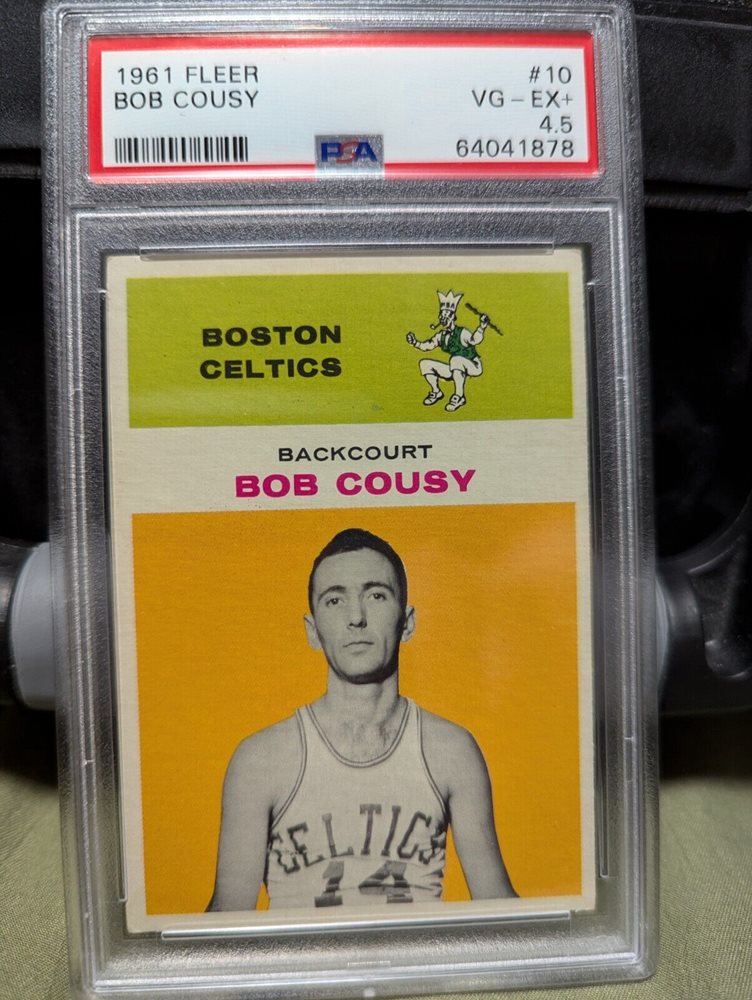 1961 FLEER
#10
BOB COUSY
VG - EX+
4.5
PSA
64041878
BOSTON
CELTICS
BACKCOURT
BOB COUSY
CELTICS
14